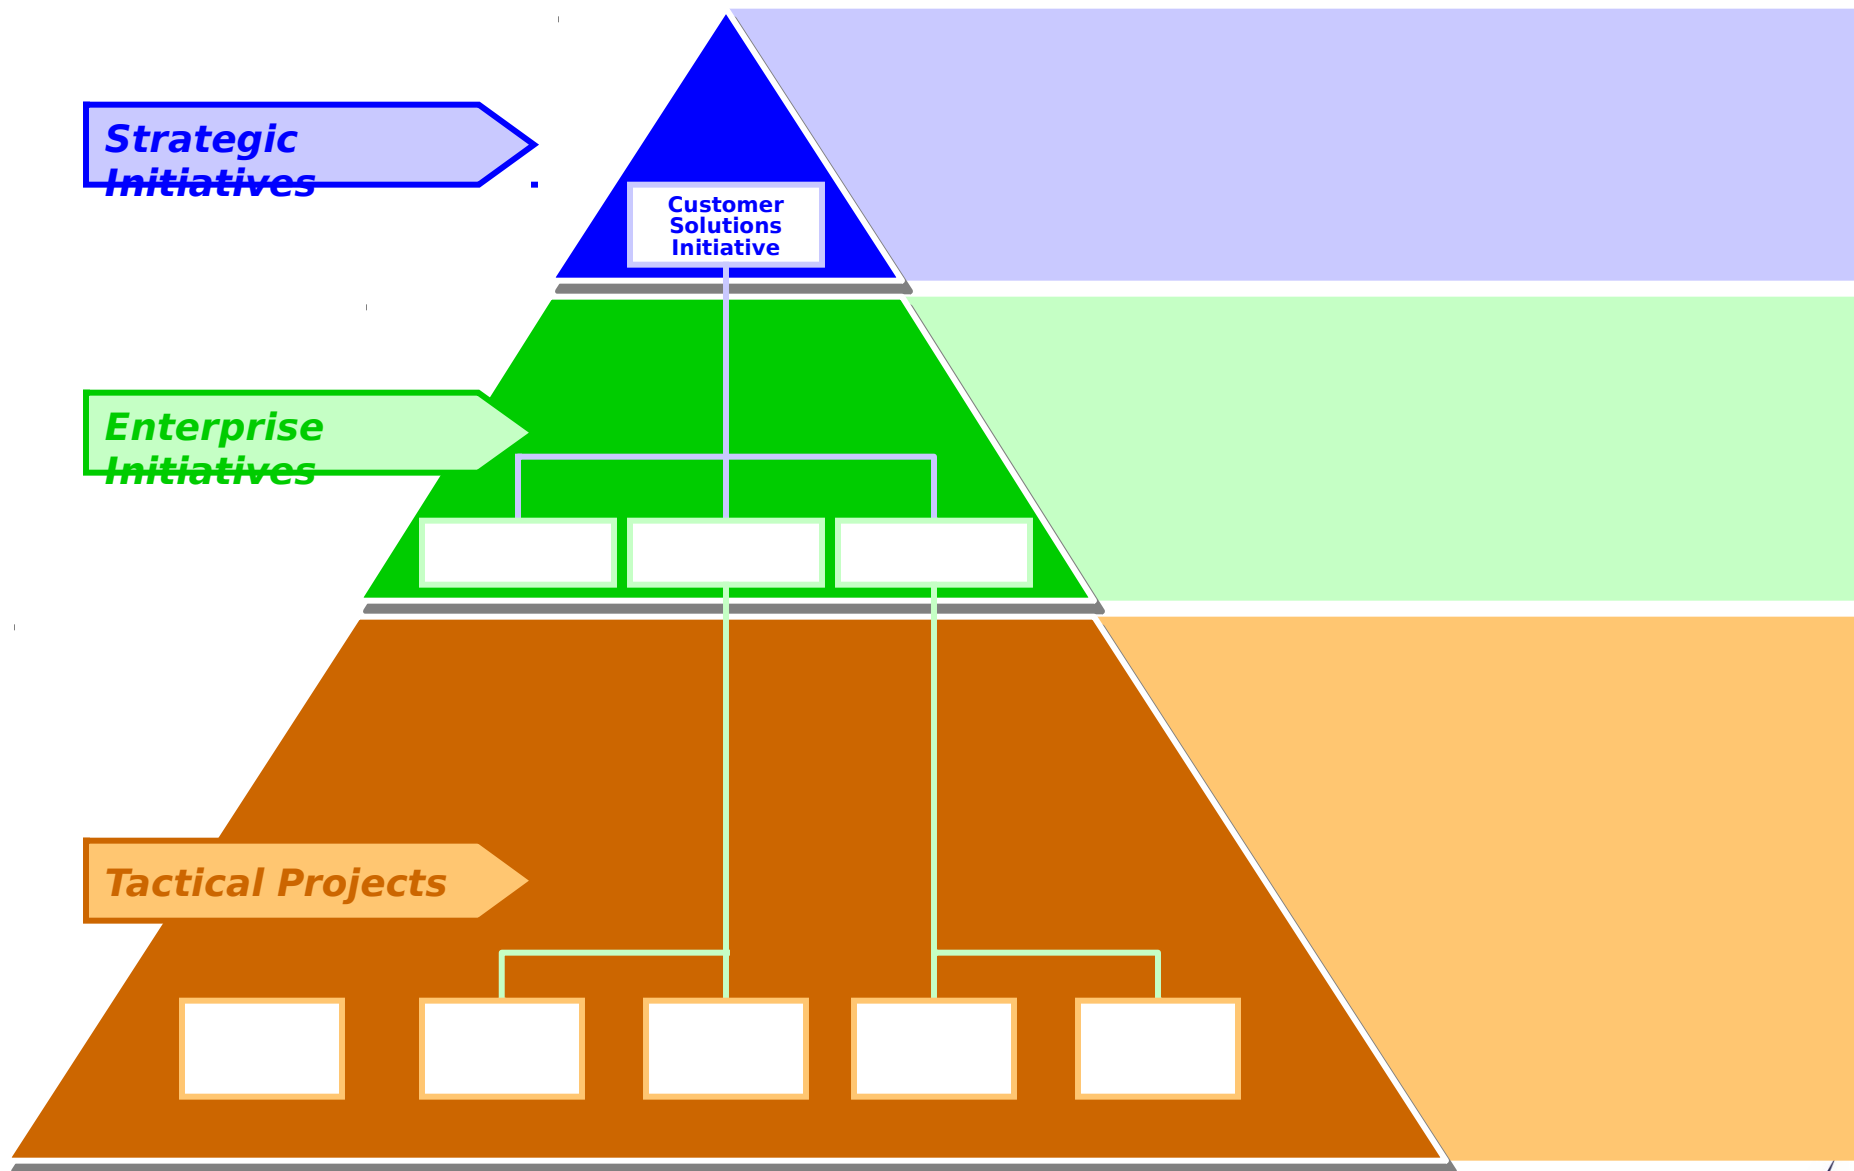 Strategic
Initiatives
Customer
Solutions
Initiative
Enterprise
Initiatives
Tactical Projects